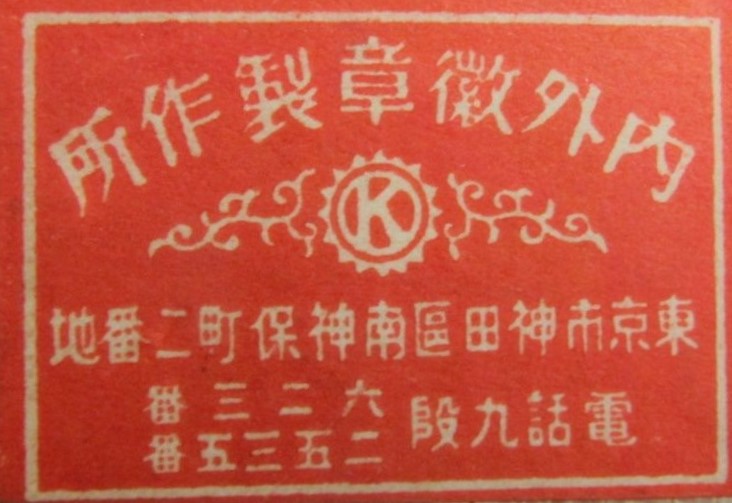 內外徽章製作所
K
東京市神田區南神保町二番地
電話九段
六二三番
二五三五番